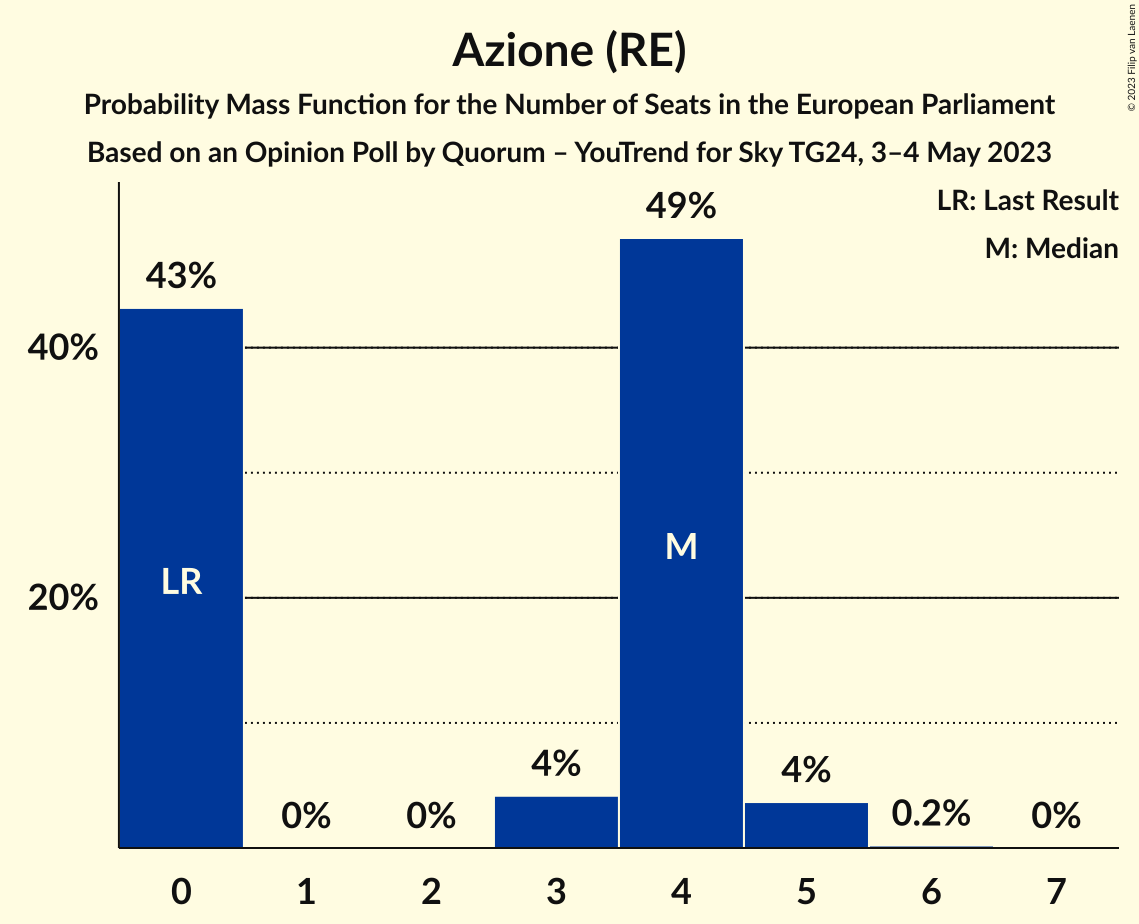 Azione (RE)
Probability Mass Function for the Number of Seats in the European Parliament
Based on an Opinion Poll by Quorum – YouTrend for Sky TG24, 3–4 May 2023
© 2023 Filip van Laenen
LR: Last Result
M: Median
49%
43%
40%
M
LR
20%
4%
4%
0%
0%
0.2%
0%
0
1
2
3
4
5
6
7